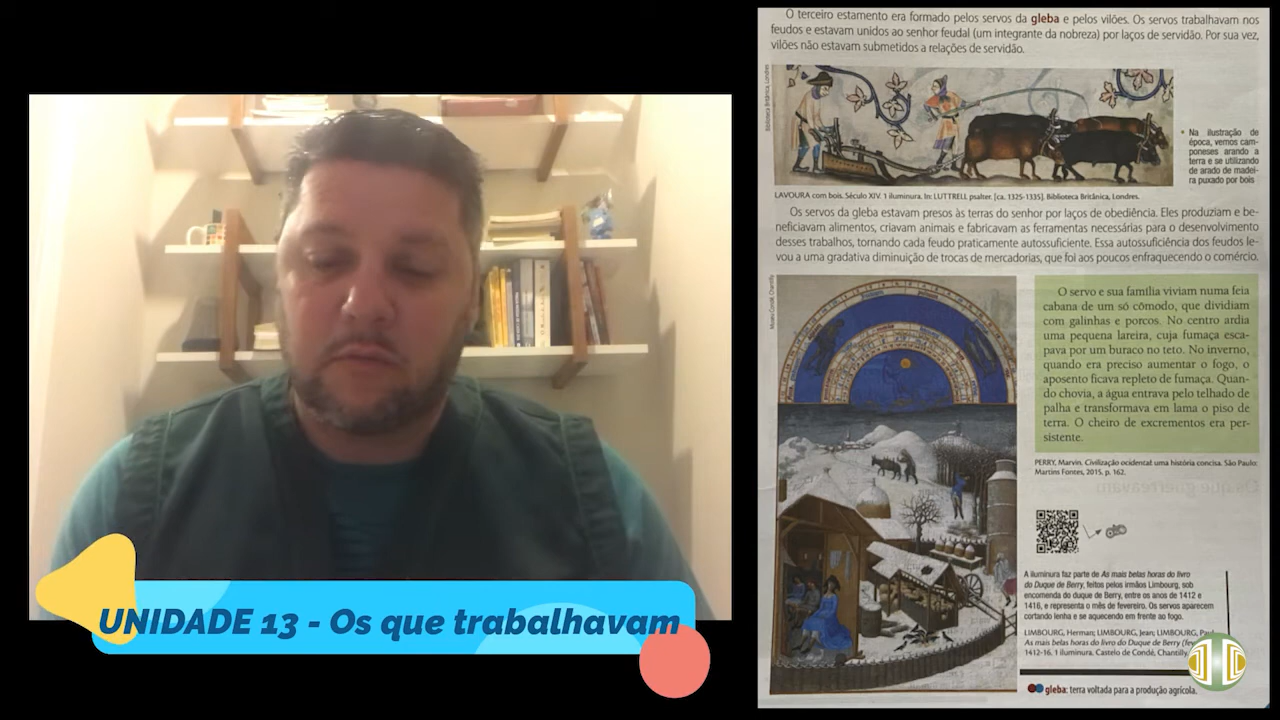 O terceiro estamento era formado pelos servos da gleba e pelos vilões. Os servos trabalhavam nos
feudos e estavam unidos ao senhor feudal (um integrante da nobreza) por laços de servidão. Por sua vez,
vilões não estavam submetidos a relações de servidão.
Biblioteca Britânica, Londres
Na ilustração de
época, vemos cam-
poneses arando a
terra e se utilizando
de arado de madei-
ra puxado por bois
LAVOURA com bois. Século XIV. 1 iluminura. In: LUTTRELL psalter. [ca. 1325-1335]. Biblioteca Britânica, Londres.
Os servos da gleba estavam presos às terras do senhor por laços de obediência. Eles produziam e be-
neficiavam alimentos, criavam animais e fabricavam as ferramentas necessárias para o desenvolvimento
desses trabalhos, tornando cada feudo praticamente autossuficiente. Essa autossuficiência dos feudos le-
vou a uma gradativa diminuição de trocas de mercadorias, que foi aos poucos enfraquecendo o comércio.
Museu Condé, Chantilly
O servo e sua família viviam numa feia
cabana de um só cômodo, que dividiam
com galinhas e porcos. No centro ardia
uma pequena lareira, cuja fumaça esca-
pava por um buraco no teto. No inverno,
quando era preciso aumentar o fogo, o
aposento ficava repleto de fumaça. Quan-
do chovia, a água entrava pelo telhado de
palha e transformava em lama o piso de
terra. O cheiro de excrementos era per-
sistente.
PERRY, Marvin. Civilização ocidental: uma história concisa. São Paulo:
Martins Fontes, 2015. p. 162.
A iluminura faz parte de As mais belas horas do livro
do Duque de Berry, feitos pelos irmãos Limbourg, sob
encomenda do duque de Berry, entre os anos de 1412 e
1416, e representa o mês de fevereiro. Os servos aparecem
cortando lenha e se aquecendo em frente ao fogo.
LIMBOURG, Herman; LIMBOURG, Jean; LIMBOURG,
As mais belas horas do livro do Duque de Berry
1412-16. 1 iluminura. Castelo de Condé, Chantilly
gleba: terra voltada para a produção agrícola.
UNIDADE 13 - Os que trabalhavam